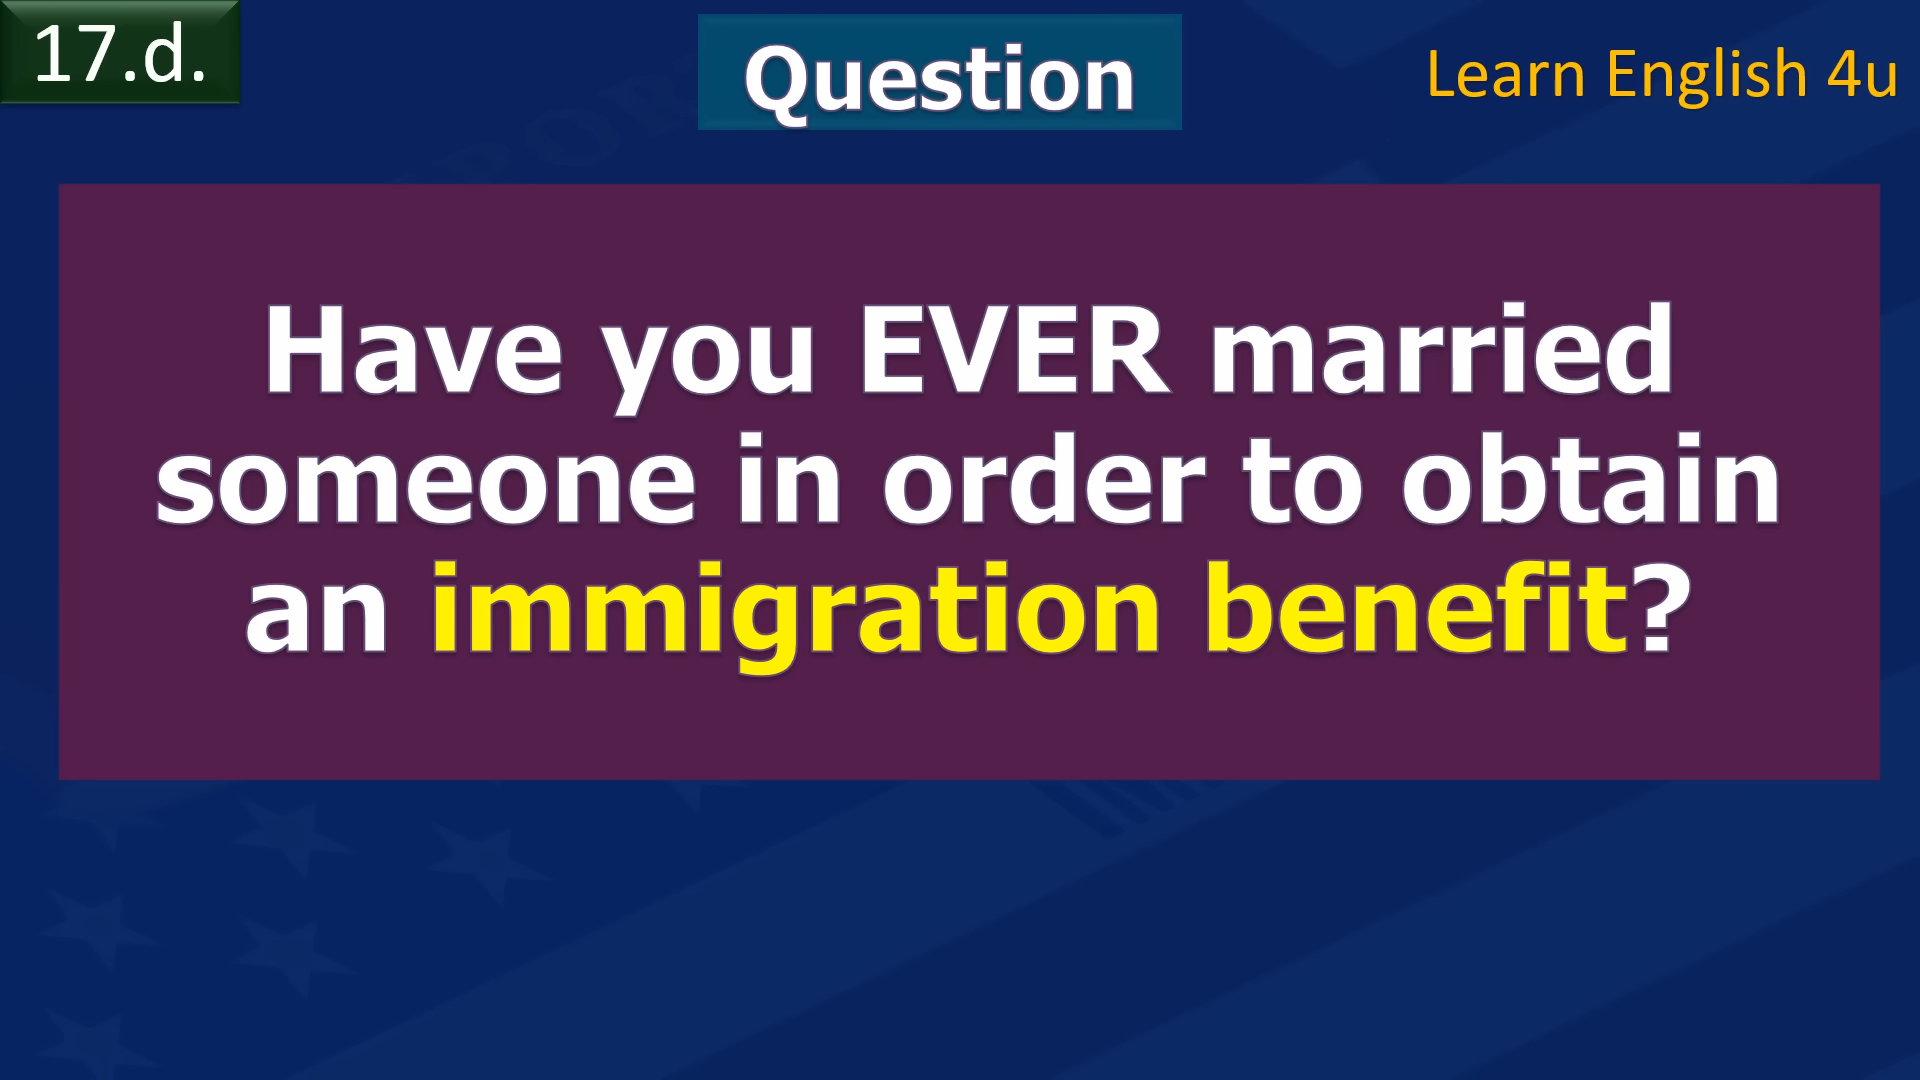 17.d.
Question
Learn English 4u
Have you EVER married
someone in order to obtain
an immigration benefit?